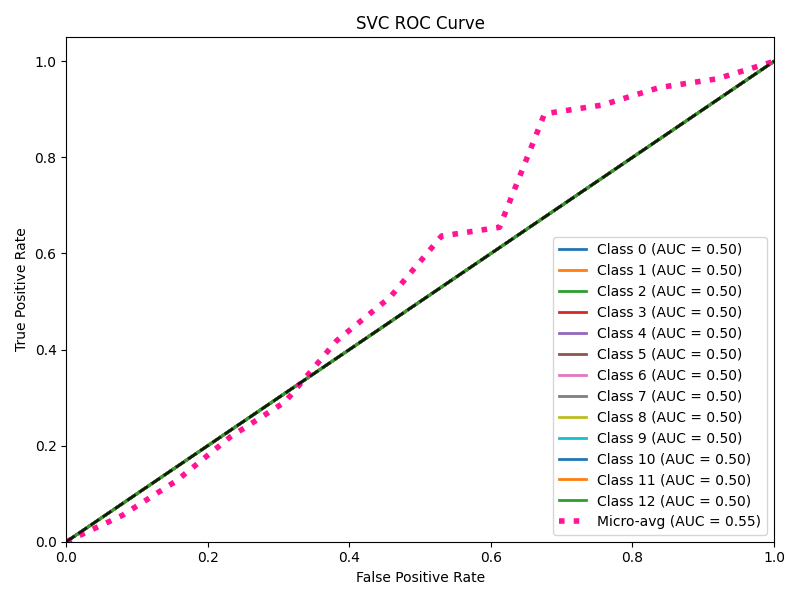 SVC ROC Curve
True Positive Rate
1.0
0.8
0.6
0.4
0.2
0.0
0.0 0.2 0.4 0.6 0.8 1.0
False Positive Rate
Class 0 (AUC = 0.50)
Class 1 (AUC = 0.50)
Class 2 (AUC = 0.50)
Class 3 (AUC = 0.50)
Class 4 (AUC = 0.50)
Class 5 (AUC = 0.50)
Class 6 (AUC = 0.50)
Class 7 (AUC = 0.50)
Class 8 (AUC = 0.50)
Class 9 (AUC = 0.50)
Class 10 (AUC = 0.50)
Class 11 (AUC = 0.50)
Class 12 (AUC = 0.50)
Micro-avg (AUC = 0.55)